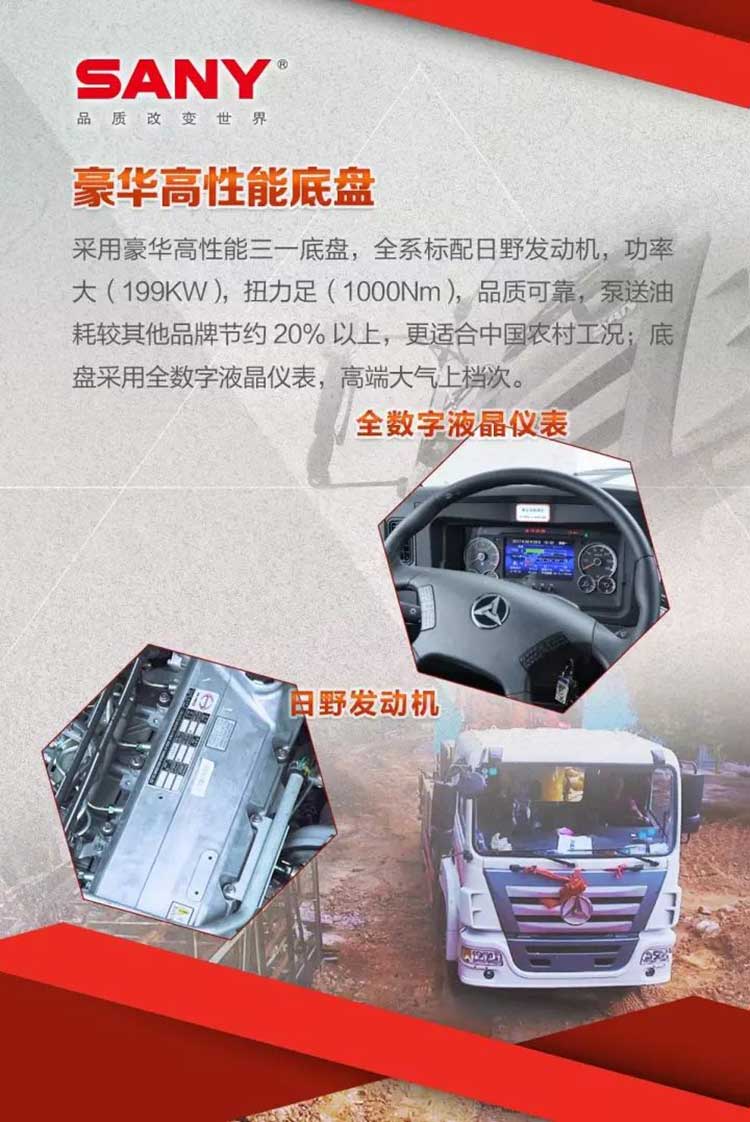 SANY®
品质改变世界
豪华高性能底盘
采用豪华高性能三一底盘，全系标配日野发动机，功率
大（199KW），扭力足（1000Nm），品质可靠，泵送油
耗较其他品牌节约 20% 以上，更适合中国农村工况；底
盘采用全数字液晶仪表，高端大气上档次。
全数字液晶仪表
日野发动机